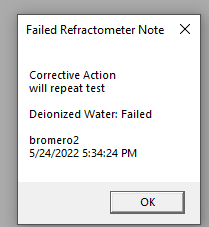 Failed Refractometer Note
Corrective Action
will repeat test
Deionized Water: Failed
bromero2
5/24/2022 5:34:24 PM
OK